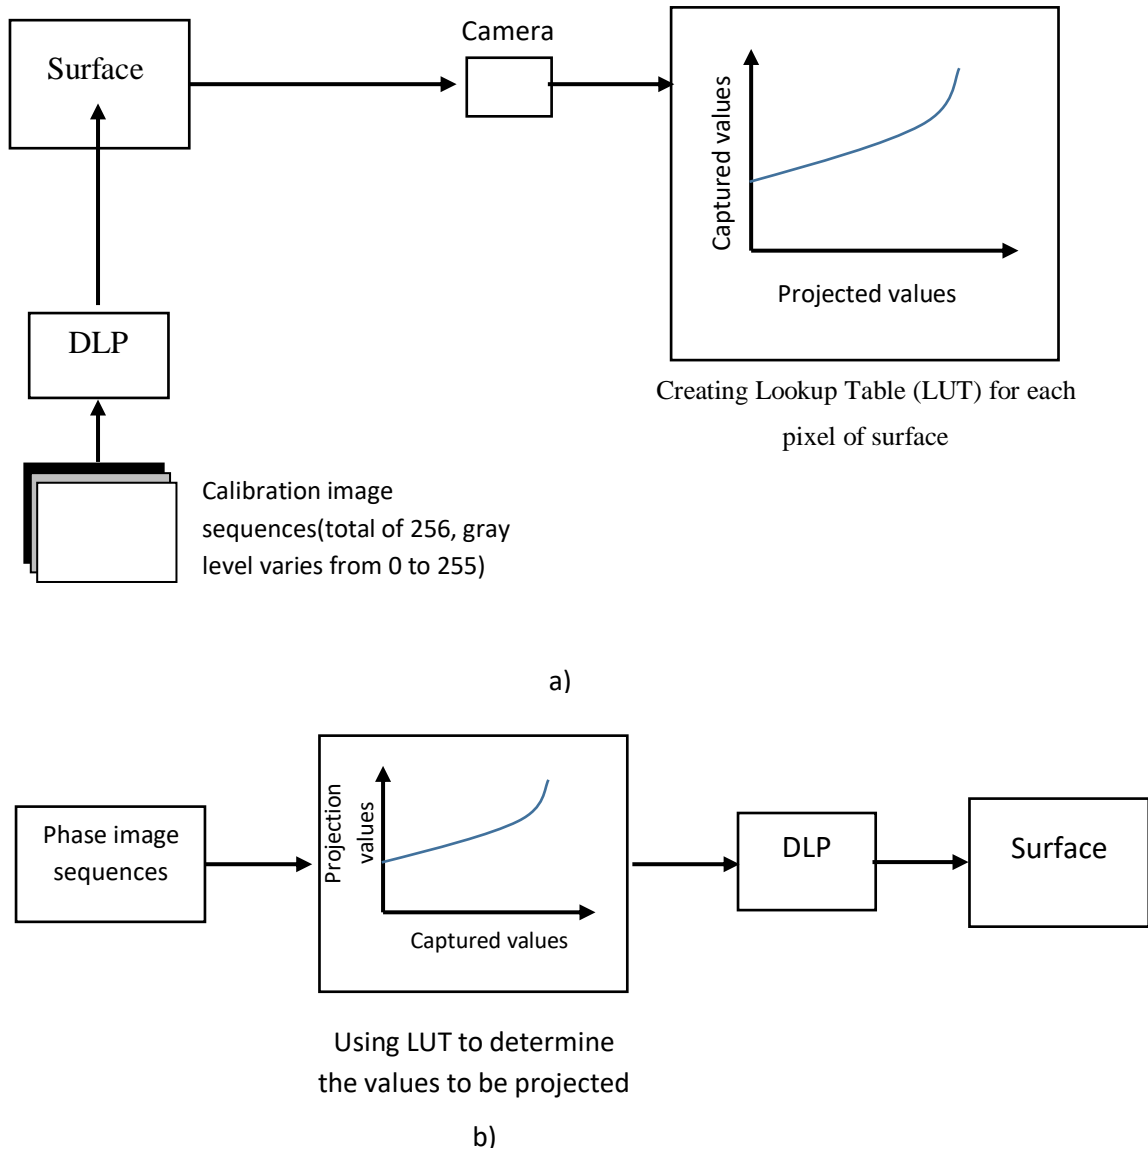 Camera
Surface
Captured values
Projected values
DLP
Creating Lookup Table (LUT) for each
pixel of surface
Calibration image
sequences(total of 256, gray
level varies from 0 to 255)
a)
Phase image
sequences
Projection
values
Captured values
DLP
Surface
Using LUT to determine
the values to be projected
b)